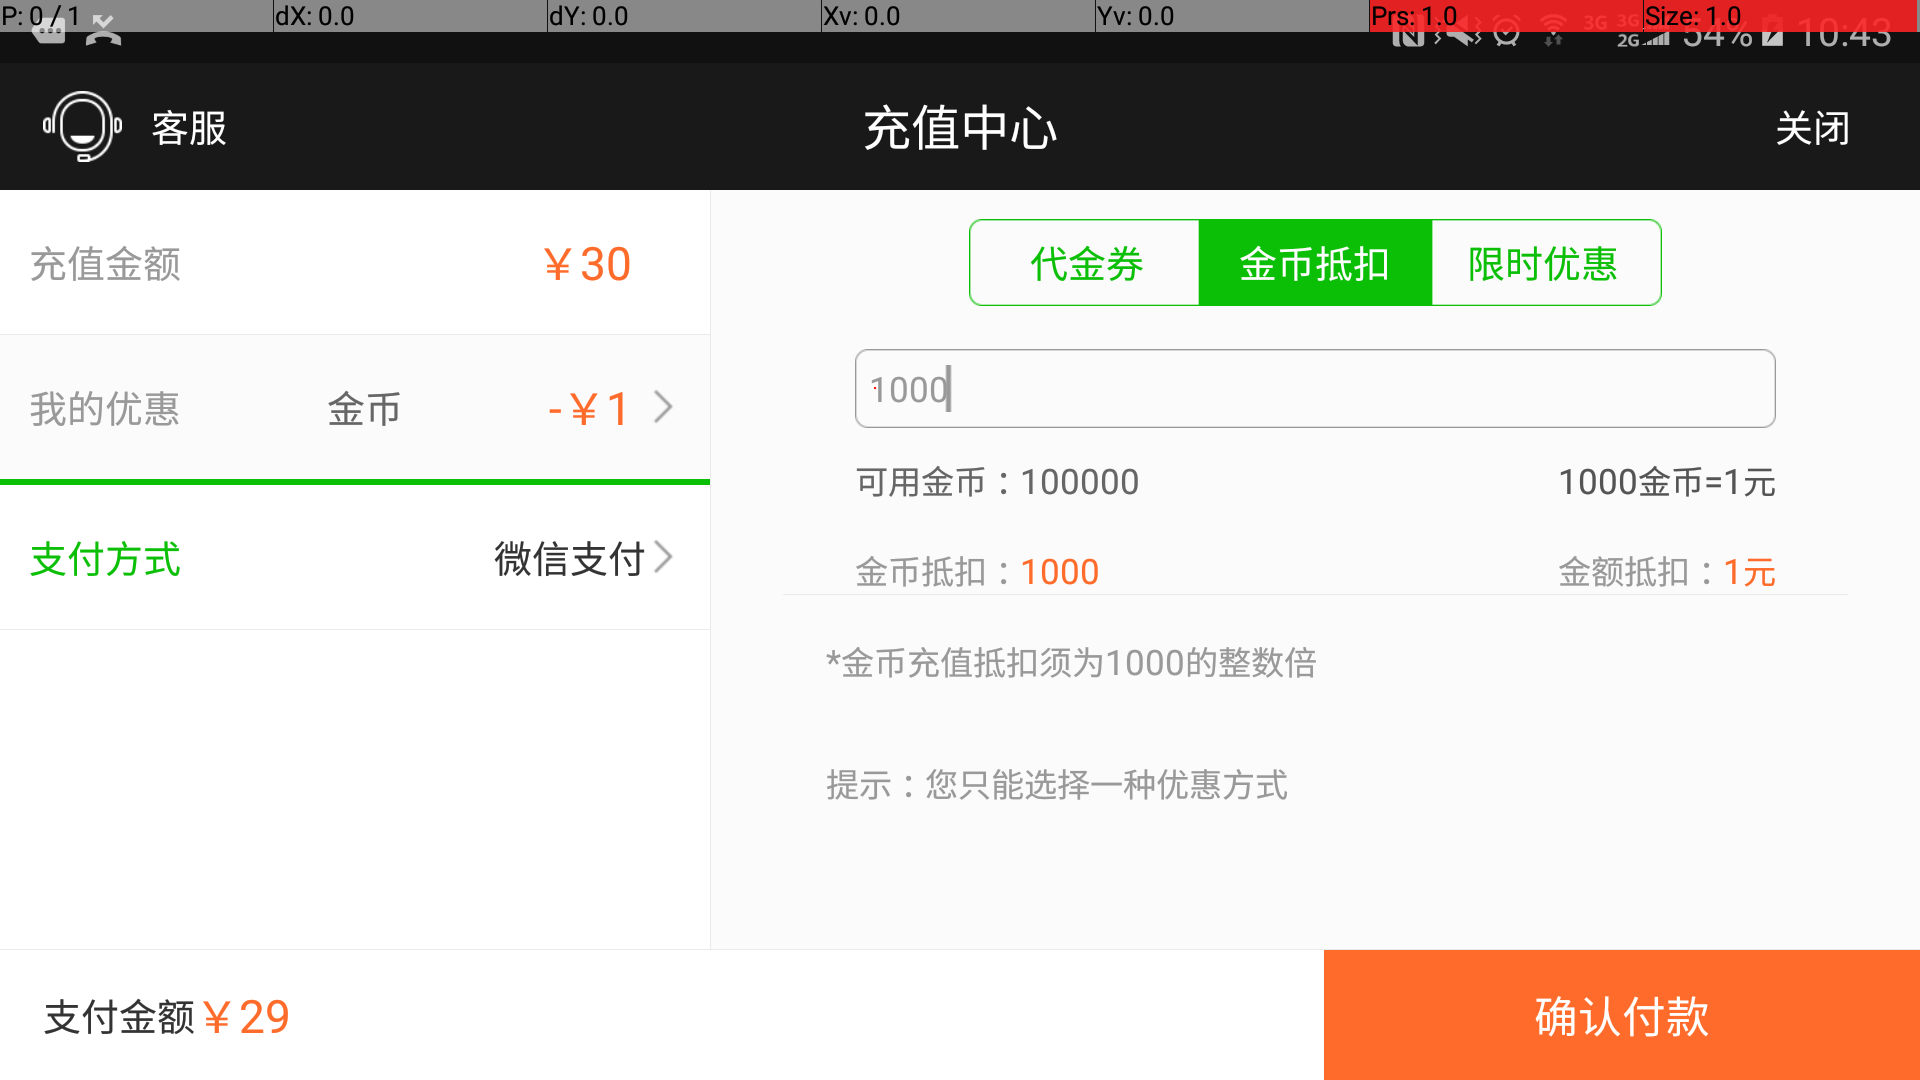 P: 0 / 1 dX: 0.0 dY: 0.0 Xv: 0.0 Yv: 0.0 Prs: 1.0 Size: 1.0
3G 3G 2G 54% 10:43
客服 充值中心 关闭
充值金额 ¥30
我的优惠 金币 -¥1
支付方式 微信支付
代金券 金币抵扣 限时优惠
1000
可用金币：100000 1000金币=1元
金币抵扣：1000 金额抵扣：1元
*金币充值抵扣须为1000的整数倍
提示：您只能选择一种优惠方式
支付金额¥29 确认付款